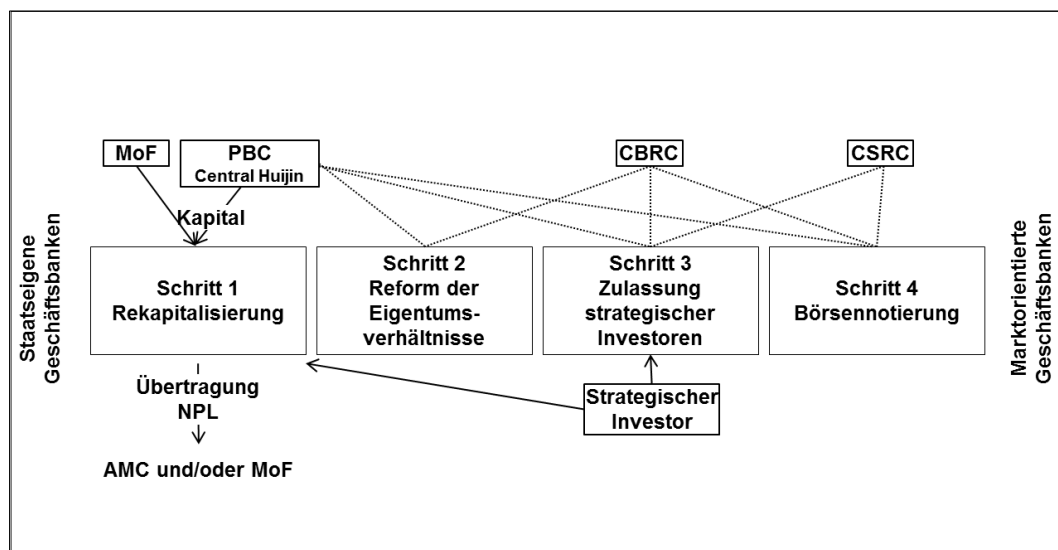 MoF
PBC
Central Huijin
CBRC
CSRC
Kapital
Staatseigene
Geschäftsbanken
Schritt 1
Rekapitalisierung
Schritt 2
Reform der
Eigentums-
verhältnisse
Schritt 3
Zulassung
strategischer
Investoren
Schritt 4
Börsennotierung
Marktorientierte
Geschäftsbanken
Übertragung
NPL
Strategischer
Investor
AMC und/oder MoF